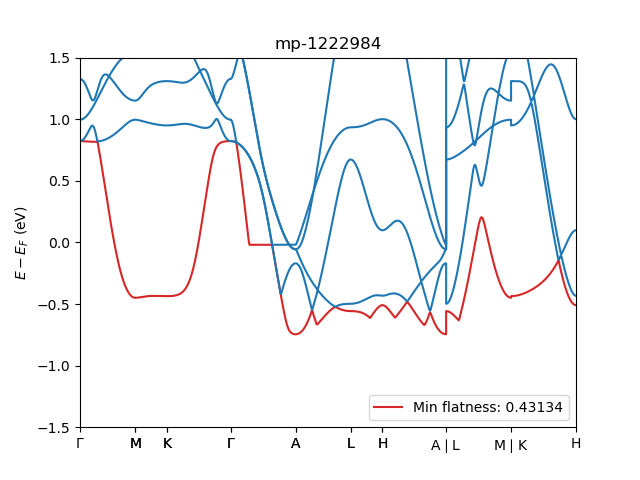 mp-1222984
E − E_F (eV)
1.5
1.0
0.5
0.0
−0.5
−1.0
−1.5
Min flatness: 0.43134
Γ M K Γ A L H A | L M | K H